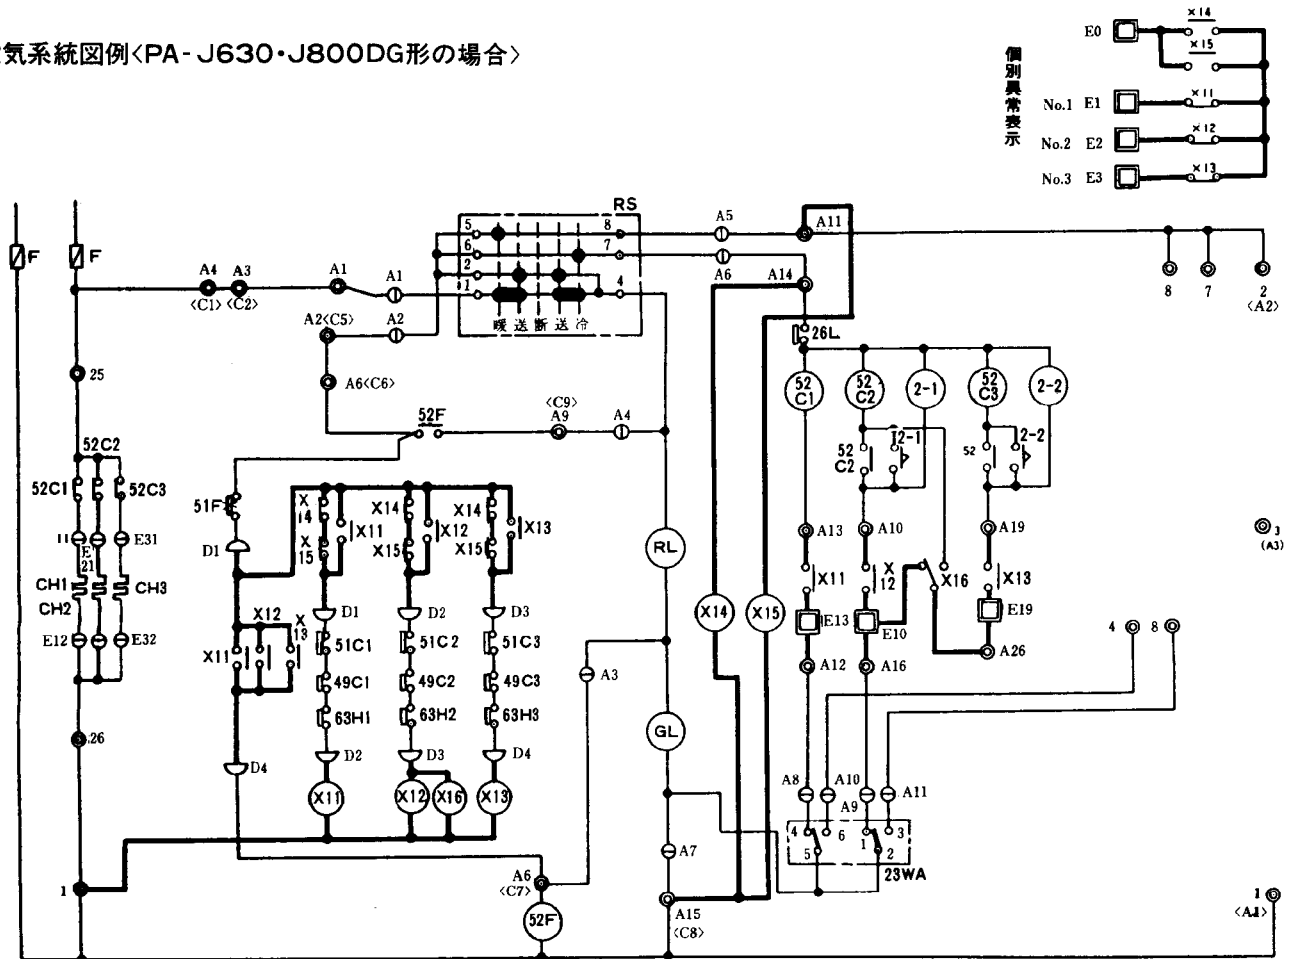 気系統図例〈PA-J630・J800DG形の場合〉
個別異常表示
E0
X14
X15
No.1 E1
X11
No.2 E2
X12
No.3 E3
X13
F
F
A4
〈C1〉
A3
〈C2〉
A1
A1
RS
5
6
2
1
8
7
4
暖 送 断 送 冷
A5
A6
A11
A14
8
7
2
〈A2〉
A2〈C5〉
A2
A6〈C6〉
26L
25
52F
〈C9〉
A9
A4
52
C1
52
C2
2-1
52
C3
2-2
52C2
52C1
52C3
51F
52
C2
2-1
52
2-2
X
14
X
15
X11
X14
X15
X12
X14
X15
X13
A13
A10
A19
3
(A3)
11
E
21
E31
D1
RL
CH1
CH2
CH3
X11
X
12
X16
X13
D1
D2
D3
X14
X15
E13
E10
E19
E12
E32
X12
X
13
X11
51C1
51C2
51C3
4
8
A3
A12
A16
A26
49C1
49C2
49C3
63H1
63H2
63H3
GL
26
D4
D2
D3
D4
X11
X12
X16
X13
A8
A10
A9
A11
4
6
5
1
3
2
23WA
A7
1
A6
〈C7〉
52F
A15
〈C8〉
1
〈A1〉